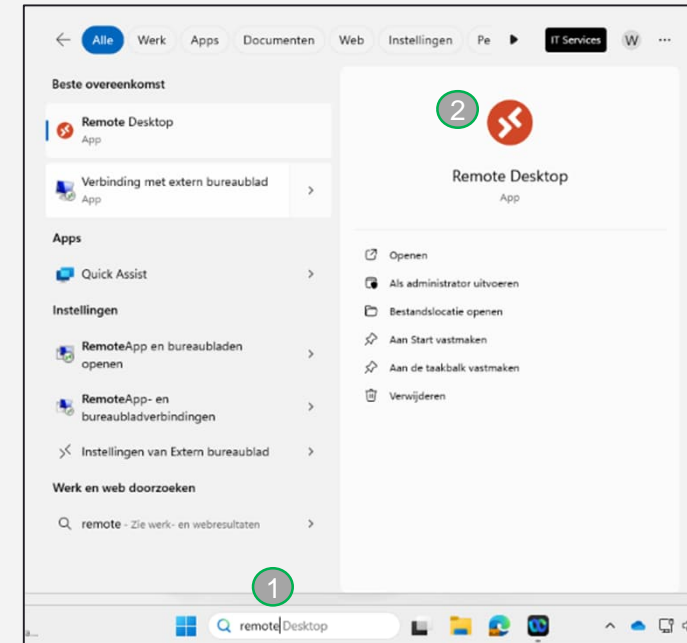 Alle Werk Apps Documenten Web Instellingen Pe IT Services W
Beste overeenkomst
Remote Desktop
App
Verbinding met extern bureaublad
App
Apps
Quick Assist
Instellingen
RemoteApp en bureaubladen
openen
RemoteApp- en
bureaubladverbindingen
Instellingen van Extern bureaublad
Werk en web doorzoeken
remote - Zie werk- en webresultaten
2
Remote Desktop
App
Openen
Als administrator uitvoeren
Bestandslocatie openen
Aan Start vastmaken
Aan de taakbalk vastmaken
Verwijderen
1
remote Desktop